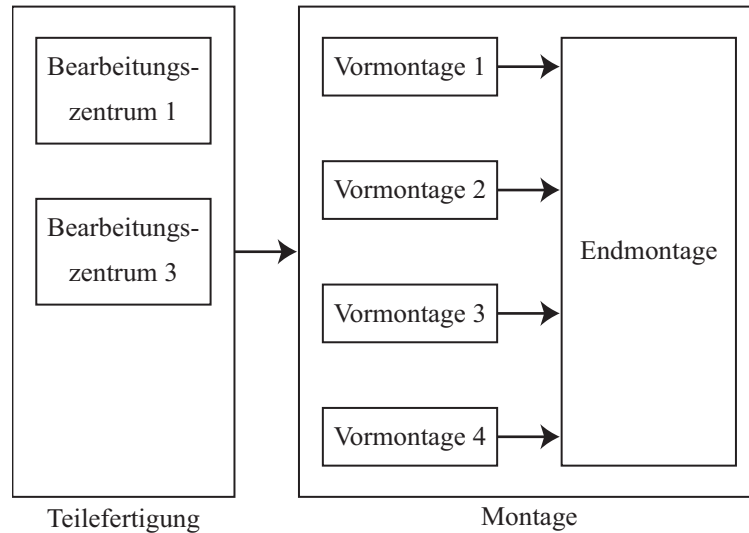 Bearbeitungs-
zentrum 1
Bearbeitungs-
zentrum 3
Teilefertigung
Vormontage 1
Vormontage 2
Vormontage 3
Vormontage 4
Endmontage
Montage